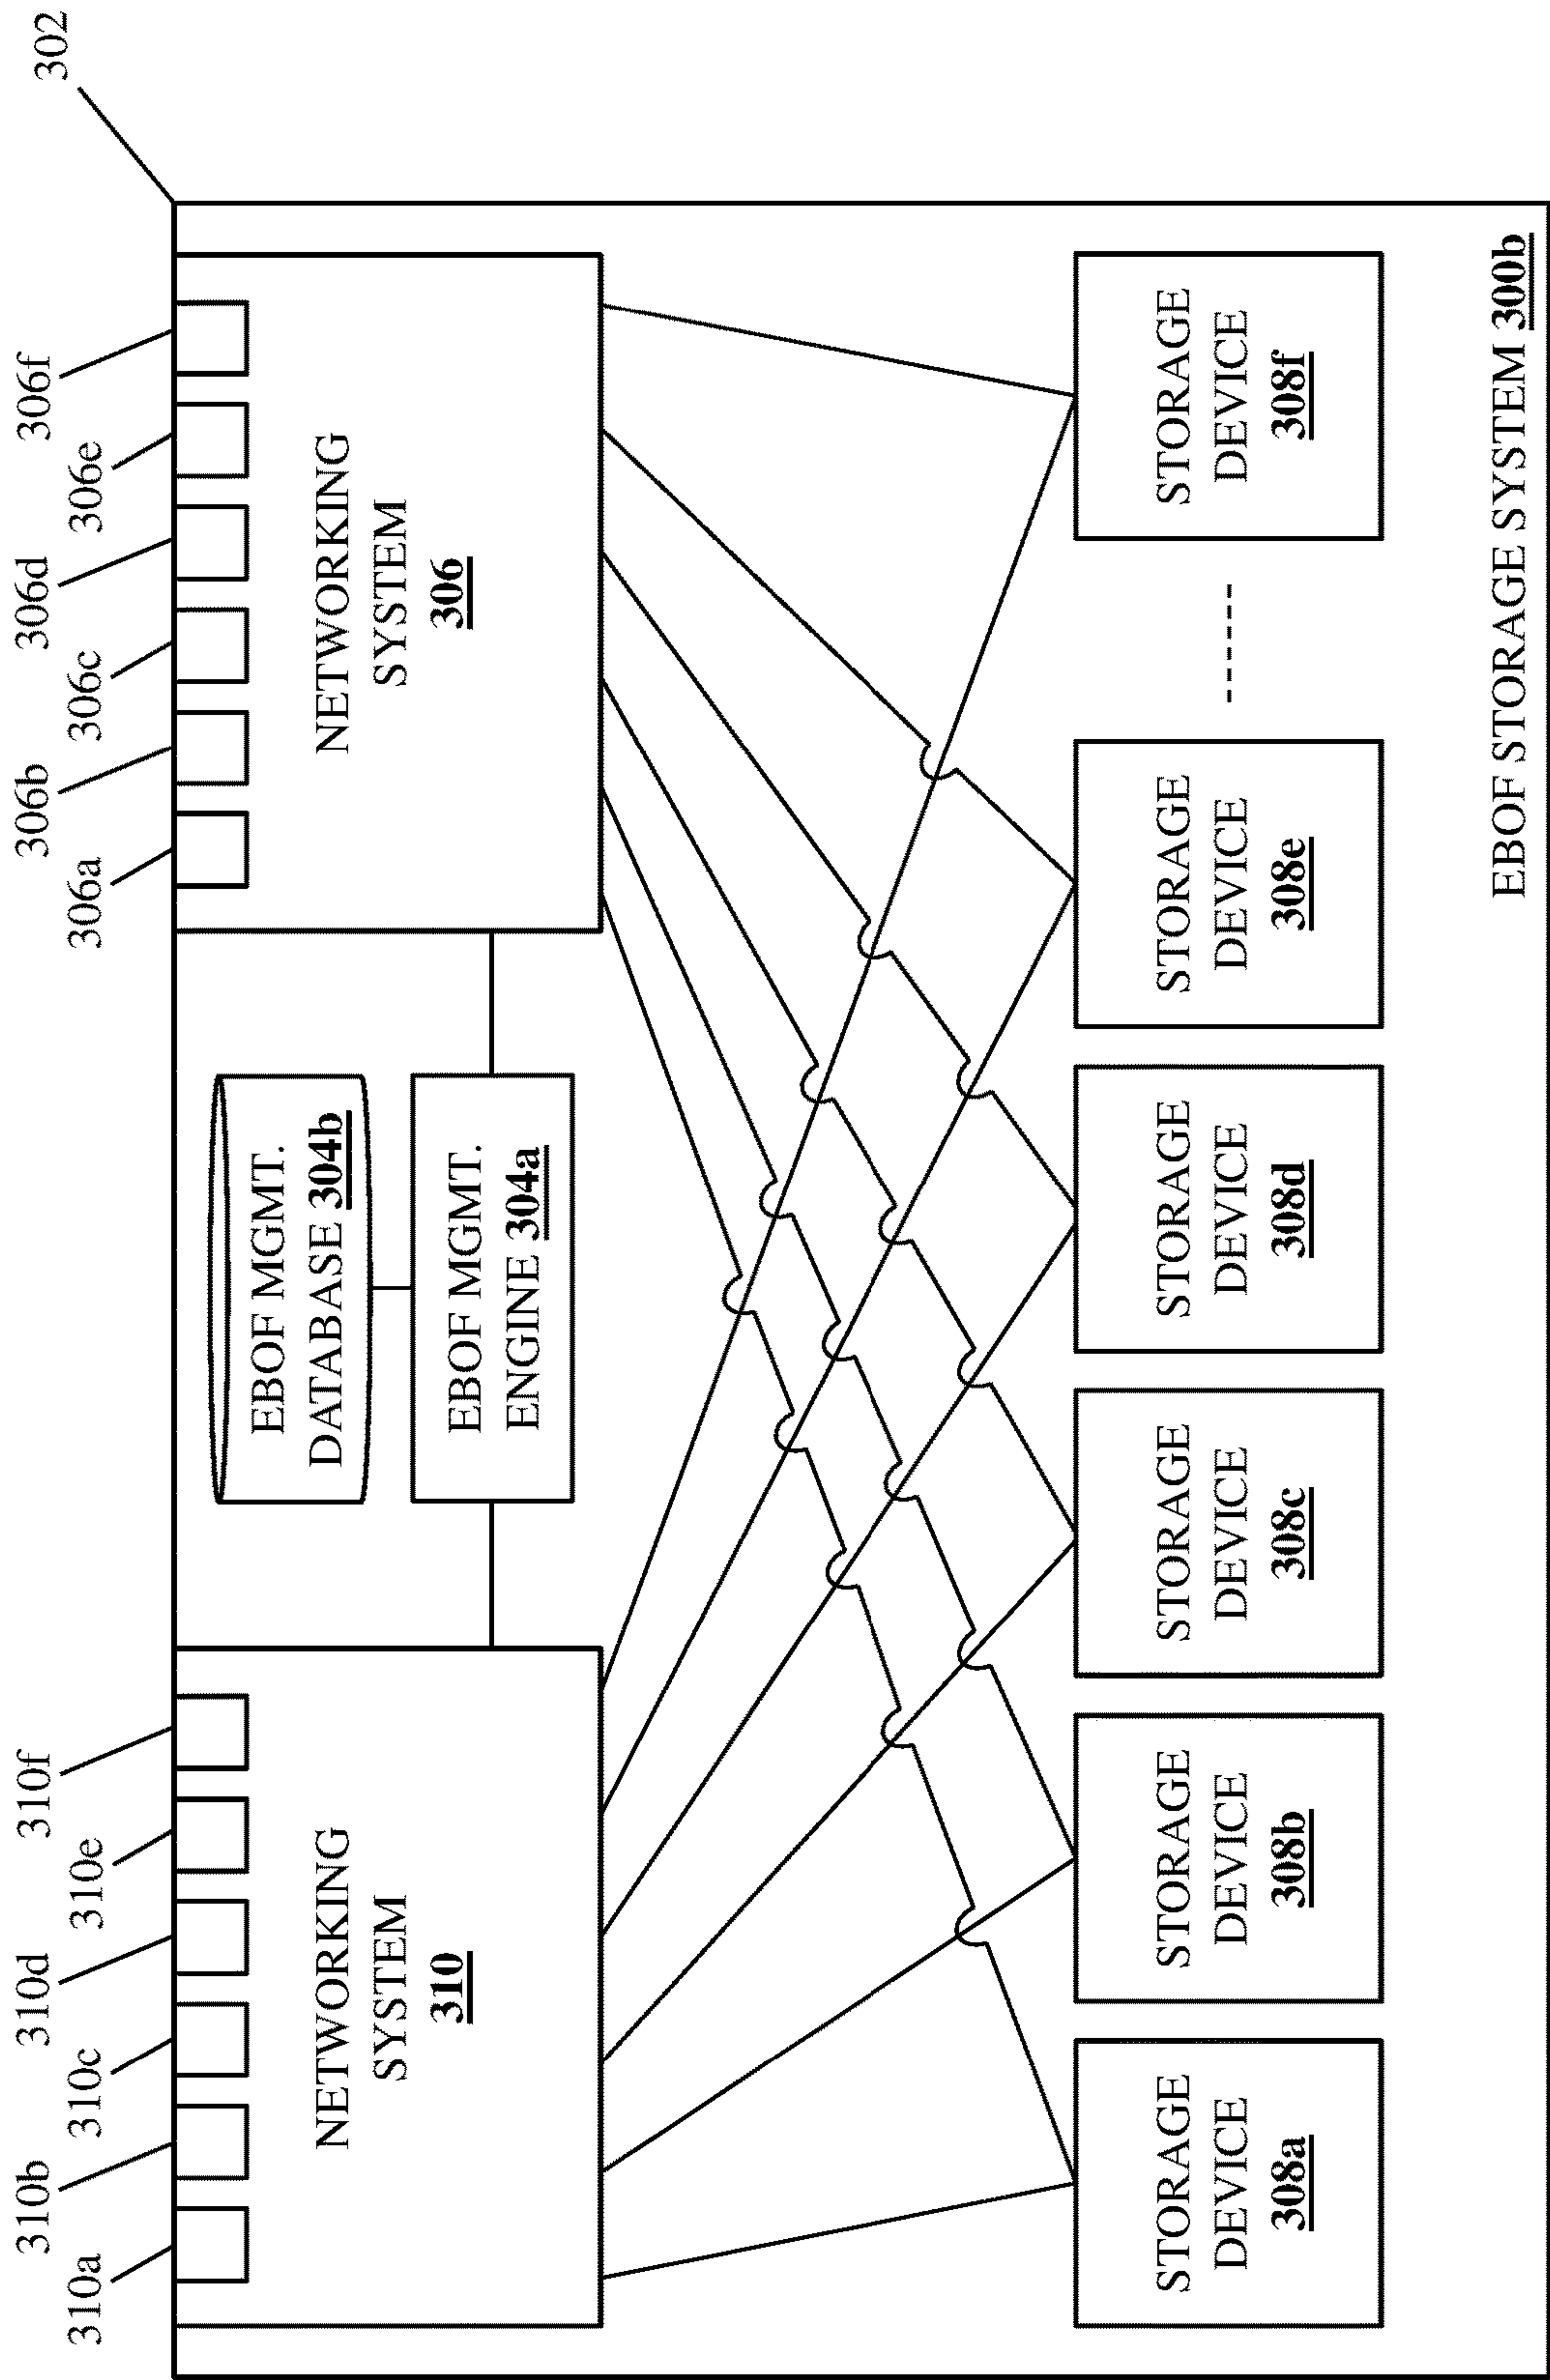 302
310a
310b
310c
310d
310e
310f
306a
306b
306c
306d
306e
306f
NETWORKING
SYSTEM
310
EBOF MGMT.
DATABASE 304b
EBOF MGMT.
ENGINE 304a
NETWORKING
SYSTEM
306
STORAGE
DEVICE
308a
STORAGE
DEVICE
308b
STORAGE
DEVICE
308c
STORAGE
DEVICE
308d
STORAGE
DEVICE
308e
STORAGE
DEVICE
308f
EBOF STORAGE SYSTEM 300b